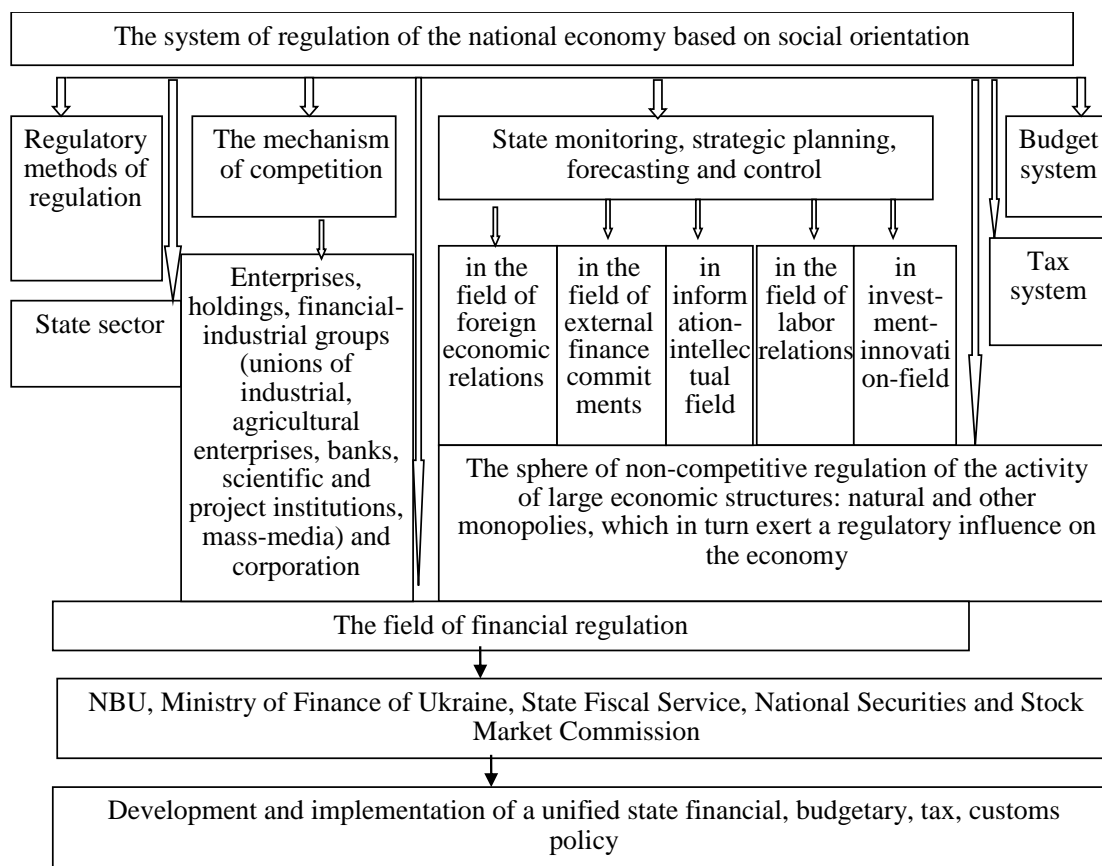 The system of regulation of the national economy based on social orientation
Regulatory
methods of
regulation
The mechanism
of competition
State monitoring, strategic planning,
forecasting and control
Budget
system
State sector
Enterprises,
holdings, financial-
industrial groups
(unions of
industrial,
agricultural
enterprises, banks,
scientific and
project institutions,
mass-media) and
corporation
in the
field of
foreign
economic
relations
in the
field of
external
finance
commit
ments
in
inform
ation-
intellec
tual
field
in the
field of
labor
relations
in
invest-
ment-
innovati
on-field
Tax
system
The sphere of non-competitive regulation of the activity
of large economic structures: natural and other
monopolies, which in turn exert a regulatory influence on
the economy
The field of financial regulation
NBU, Ministry of Finance of Ukraine, State Fiscal Service, National Securities and Stock
Market Commission
Development and implementation of a unified state financial, budgetary, tax, customs
policy